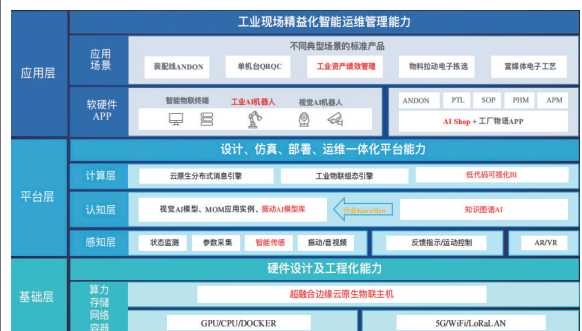 工业现场精益化智能运维管理能力
应用层
应用
场景
不同典型场景的标准产品
装配线ANDON
单机台QRQC
工业资产绩效管理
物料拉动电子拣选
富媒体电子工艺
软硬件
APP
智能物联终端
工业AI机器人
视觉AI机器人
ANDON
PTL
SOP
PHM
APM
AI Shop + 工厂物语APP
平台层
设计、仿真、部署、运维一体化平台能力
计算层
云原生分布式消息引擎
工业物联组态引擎
低代码可视化BI
认知层
视觉AI模型、MOM应用实例、振动AI模型库
行业KnowHow
知识图谱AI
感知层
状态监测
参数采集
智能传感
振动/音视频
反馈指示/运动控制
AR/VR
基础层
硬件设计及工程化能力
算力
存储
网络
容器
超融合边缘云原生物联主机
GPU/CPU/DOCKER
5G/WiFi/LoRaLAN